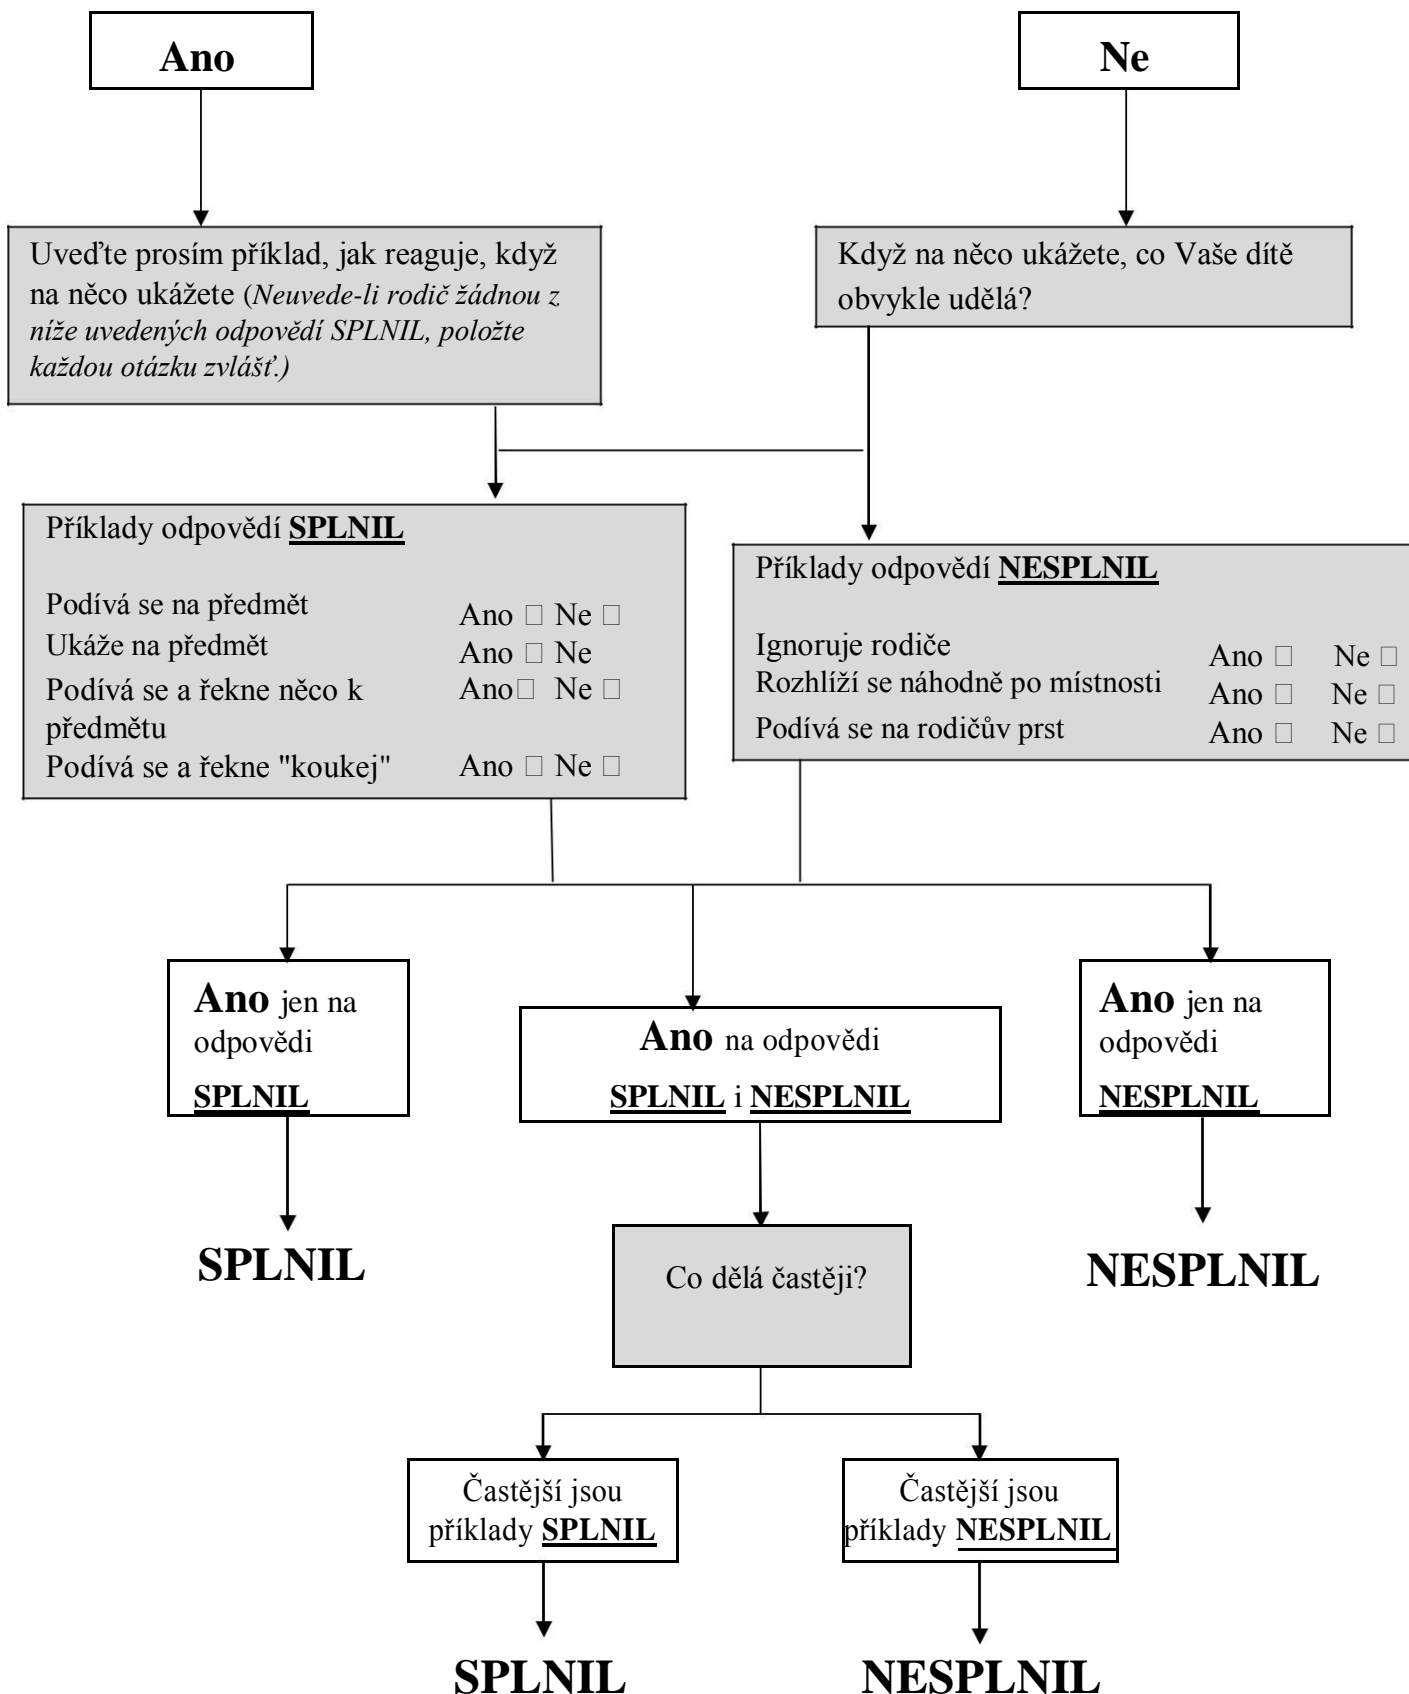 Ano
Ne
Uveďte prosím příklad, jak reaguje, když
na něco ukážete (Neuvede-li rodič žádnou z
níže uvedených odpovědí SPLNIL, položte
každou otázku zvlášť.)
Když na něco ukážete, co Vaše dítě
obvykle udělá?
Příklady odpovědí SPLNIL
Podívá se na předmět Ano □ Ne □
Ukáže na předmět Ano □ Ne
Podívá se a řekne něco k Ano□ Ne □
předmětu
Podívá se a řekne "koukej" Ano □ Ne □
Příklady odpovědí NESPLNIL
Ignoruje rodiče Ano □ Ne □
Rozhlíží se náhodně po místnosti Ano □ Ne □
Podívá se na rodičův prst Ano □ Ne □
Ano jen na
odpovědi
SPLNIL
Ano na odpovědi
SPLNIL i NESPLNIL
Ano jen na
odpovědi
NESPLNIL
SPLNIL
Co dělá častěji?
NESPLNIL
Častější jsou
příklady SPLNIL
Častější jsou
příklady NESPLNIL
SPLNIL
NESPLNIL